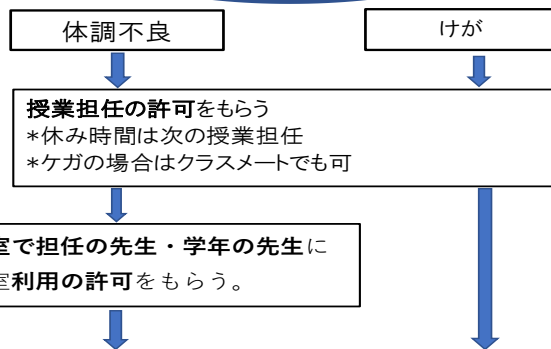 体調不良
けが
授業担任の許可をもらう
*休み時間は次の授業担任
*ケガの場合はクラスメートでも可
室で担任の先生・学年の先生に
室利用の許可をもらう。